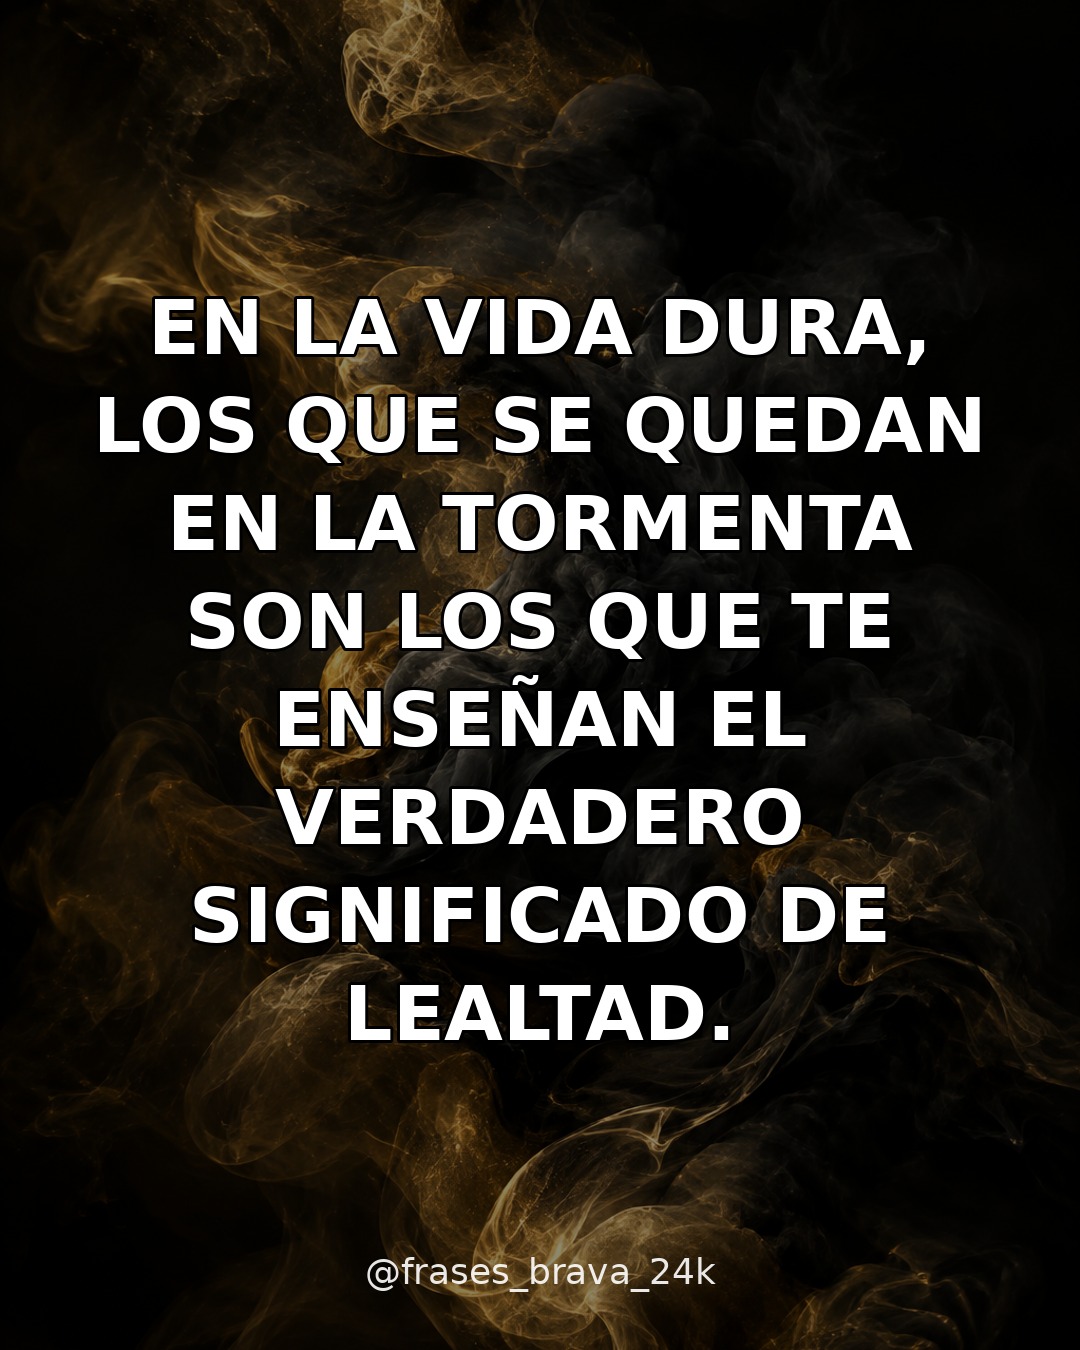 EN LA VIDA DURA,
LOS QUE SE QUEDAN
EN LA TORMENTA
SON LOS QUE TE
ENSEÑAN EL
VERDADERO
SIGNIFICADO DE
LEALTAD.
@frases_brava_24k